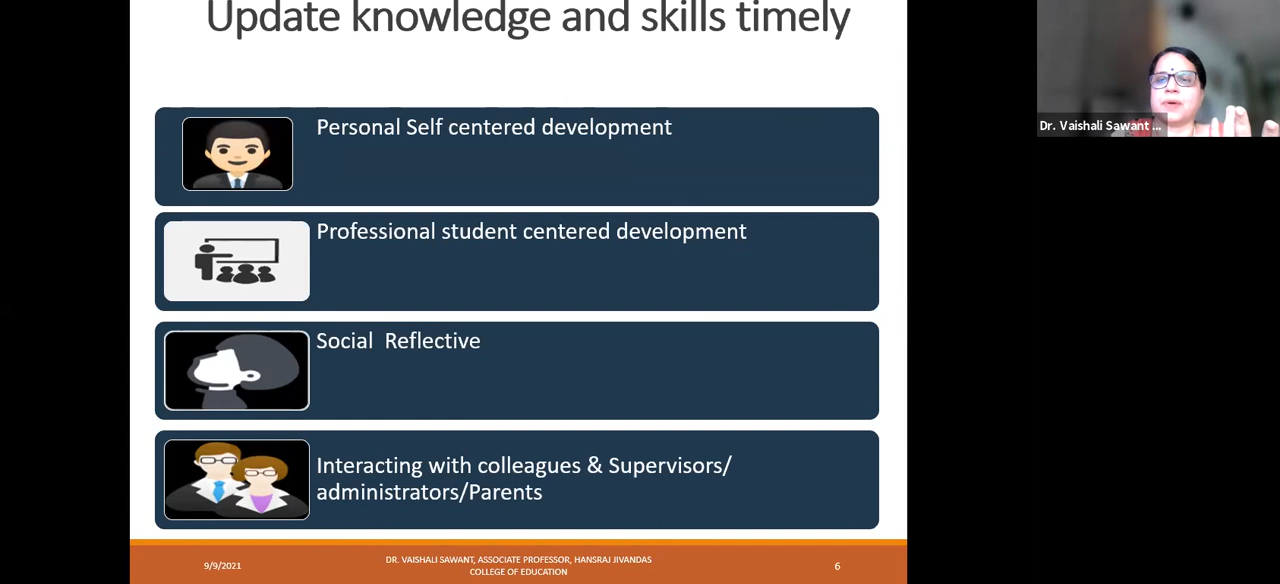 Update knowledge and skills timely
Personal Self centered development
Professional student centered development
Social Reflective
Interacting with colleagues & Supervisors/
administrators/Parents
9/9/2021
DR. VAISHALI SAWANT, ASSOCIATE PROFESSOR, HANSRAJ JIVANDAS
COLLEGE OF EDUCATION
6
Dr. Vaishali Sawant ...